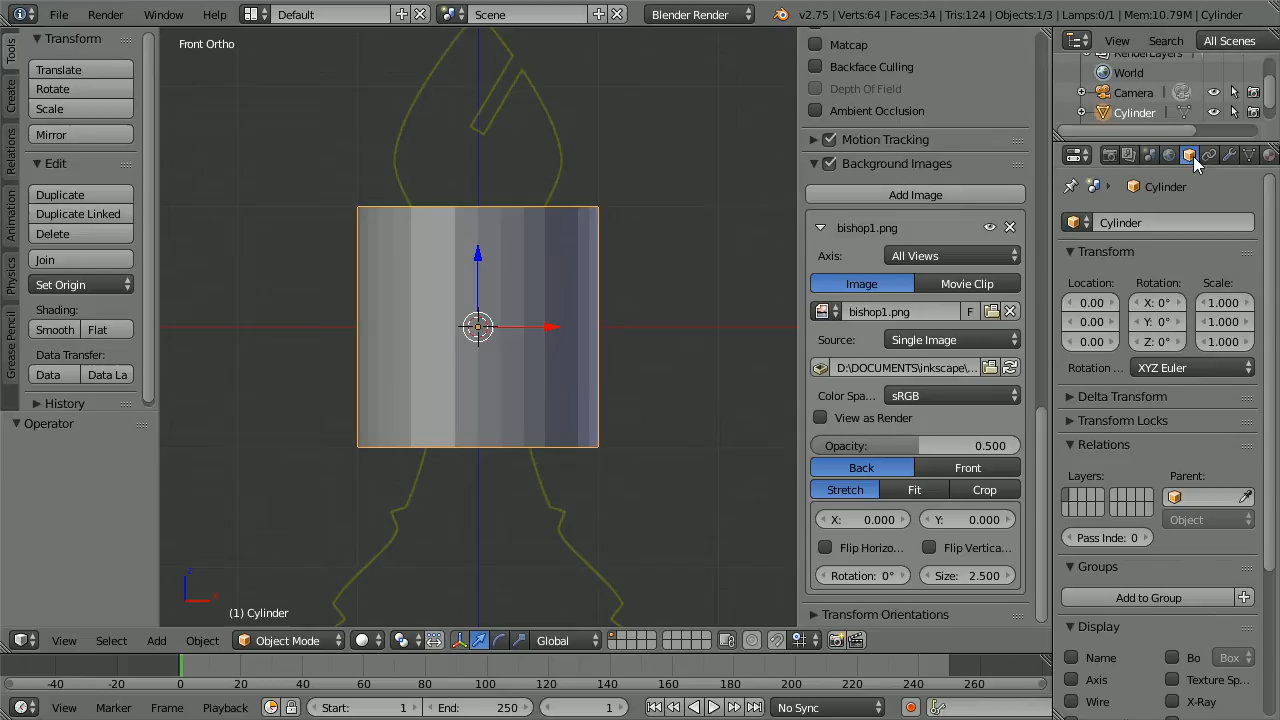 File Render Window Help Default Scene Blender Render v2.75 | Verts:64 | Faces:34 | Tris:124 | Objects:1/3 | Lamps:0/1 | Mem:10.79M | Cylinder
Tools
Create
Relations
Animation
Physics
Grease Pencil
Transform
Translate
Rotate
Scale
Mirror
Edit
Duplicate
Duplicate Linked
Delete
Join
Set Origin
Shading:
Smooth Flat
Data Transfer:
Data Data La
History
Operator
Front Ortho
(1) Cylinder
Matcap
Backface Culling
Depth Of Field
Ambient Occlusion
Motion Tracking
Background Images
Add Image
bishop1.png
Axis: All Views
Image Movie Clip
bishop1.png F
Source: Single Image
D:\DOCUMENTS\inkscape\...
Color Spa... sRGB
View as Render
Opacity: 0.500
Back Front
Stretch Fit Crop
X: 0.000 Y: 0.000
Flip Horizo... Flip Vertica...
Rotation: 0° Size: 2.500
Transform Orientations
View Search All Scenes
RenderLayers
World
Camera
Cylinder
Cylinder
Cylinder
Transform
Location: Rotation: Scale:
0.00 X: 0° 1.000
0.00 Y: 0° 1.000
0.00 Z: 0° 1.000
Rotation ... XYZ Euler
Delta Transform
Transform Locks
Relations
Layers: Parent:
Object
Pass Inde: 0
Groups
Add to Group
Display
Name Bo Box
Axis Texture Sp...
Wire X-Ray
View Select Add Object Object Mode Global
-40 -20 0 20 40 60 80 100 120 140 160 180 200 220 240 260
View Marker Frame Playback Start: 1 End: 250 1 No Sync